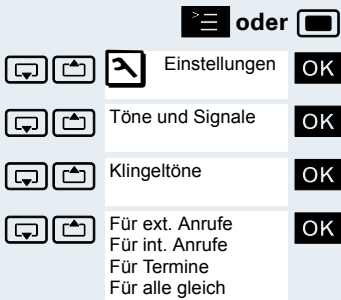 oder
Einstellungen OK
Töne und Signale OK
Klingeltöne OK
Für ext. Anrufe OK
Für int. Anrufe
Für Termine
Für alle gleich